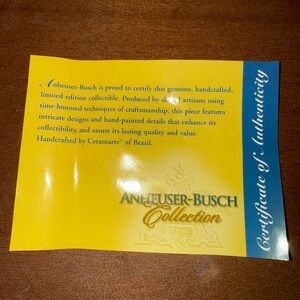 Anheuser-Busch is proud to certify this genuine, handcrafted,
limited edition collectible. Produced by skilled artisans using
time-honored techniques of craftsmanship, this piece features
intricate designs and hand-painted details that enhance its
collectibility, and assure its lasting quality and value.
Handcrafted by Ceramarte® of Brazil.
ANHEUSER-BUSCH
Collection
Certificate of Authenticity